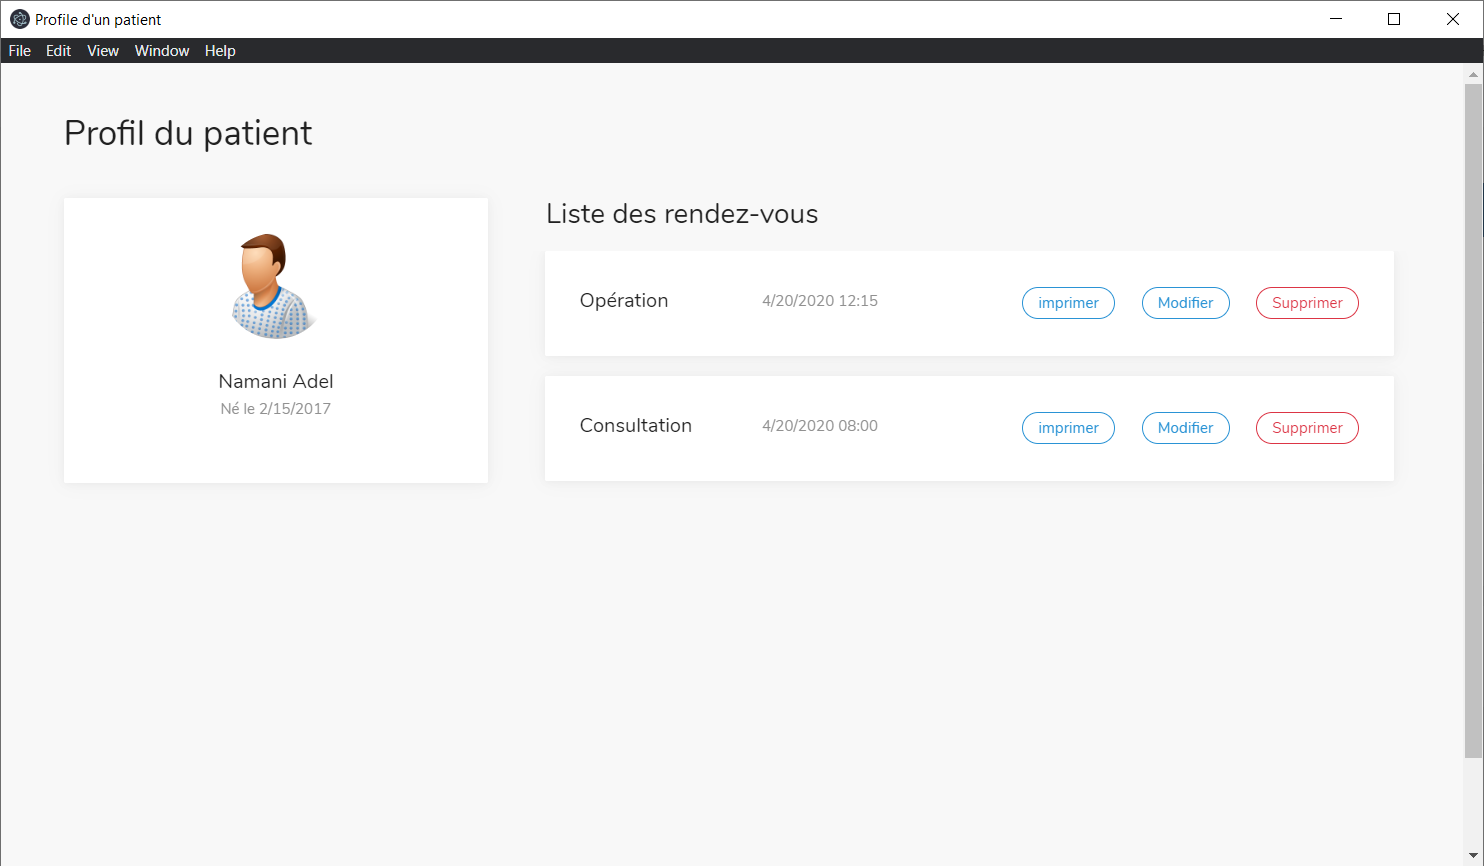 Profile d'un patient
File Edit View Window Help
Profil du patient
Namani Adel
Né le 2/15/2017
Liste des rendez-vous
Opération 4/20/2020 12:15 imprimer Modifier Supprimer
Consultation 4/20/2020 08:00 imprimer Modifier Supprimer